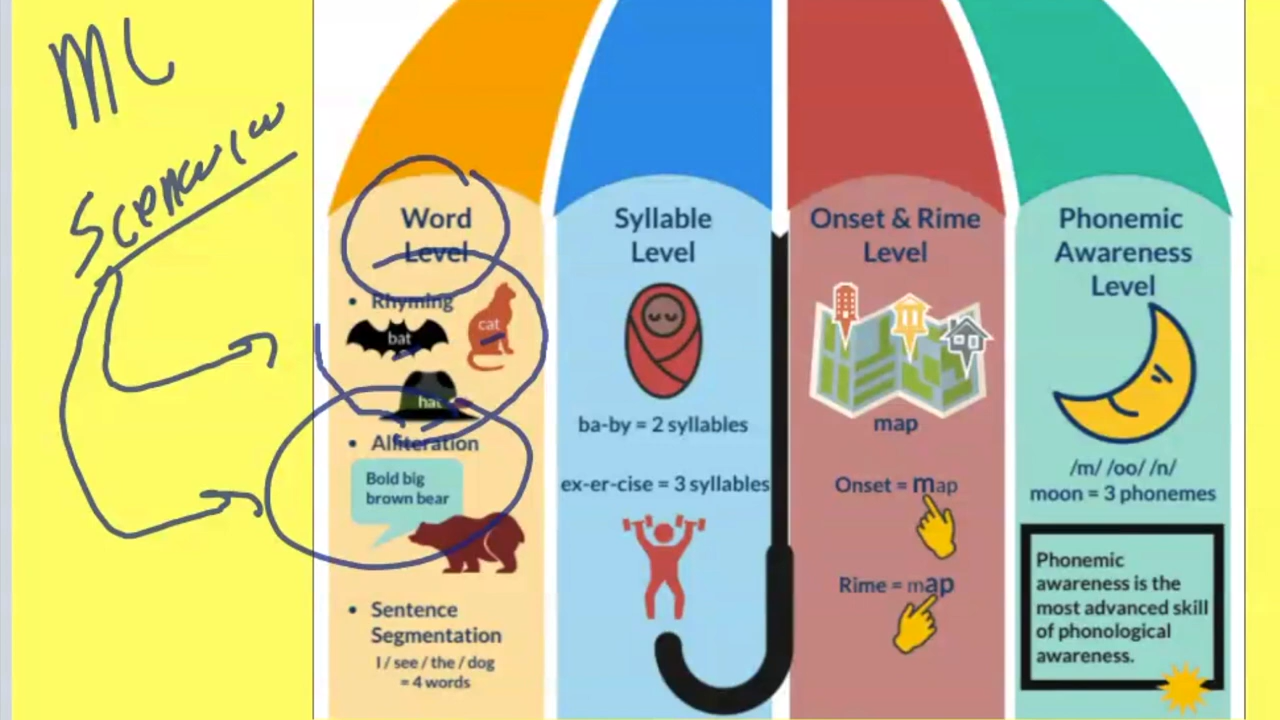 MC
Scenario
Word
Level
• Rhyming
bat
cat
hat
• Alliteration
Bold big
brown bear
• Sentence
Segmentation
I / see / the / dog
= 4 words
Syllable
Level
ba-by = 2 syllables
ex-er-cise = 3 syllables
Onset & Rime
Level
map
Onset = map
Rime = map
Phonemic
Awareness
Level
/m/ /oo/ /n/
moon = 3 phonemes
Phonemic
awareness is the
most advanced skill
of phonological
awareness.